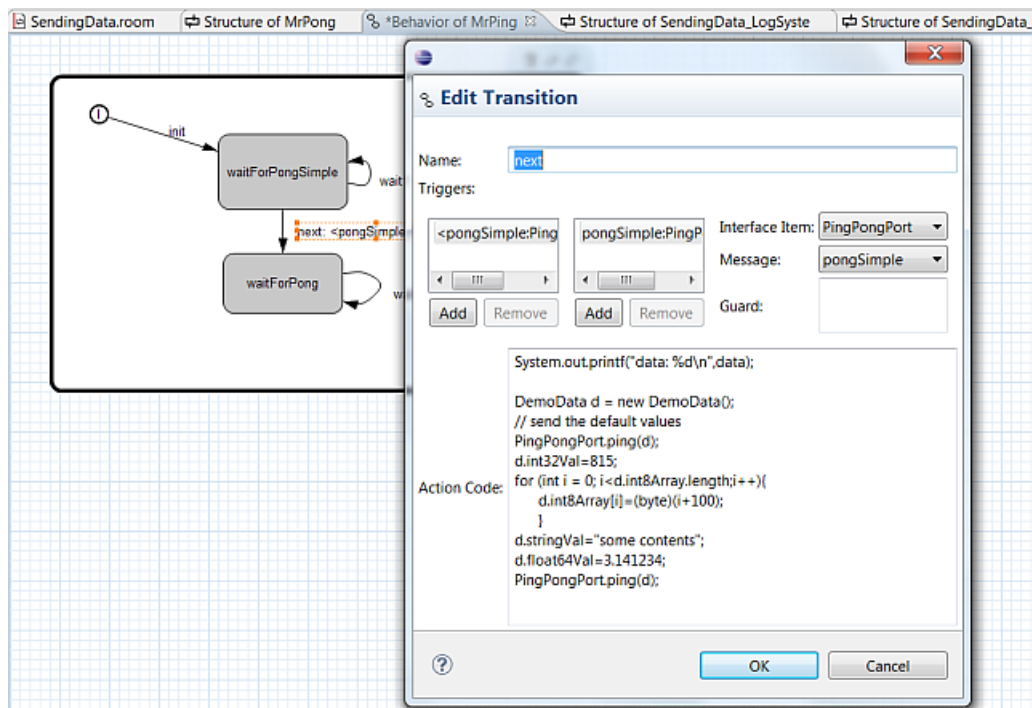 SendingData.room Structure of MrPong *Behavior of MrPing Structure of SendingData_LogSyste Structure of SendingData_
Edit Transition
I
init
waitForPongSimple
wait
next: <pongSimple
waitForPong
wa
Name: next
Triggers:
<pongSimple:Ping pongSimple:PingP
Interface Item: PingPongPort
Message: pongSimple
Guard:
Add Remove Add Remove
Action Code:
System.out.printf("data: %d\n",data);
DemoData d = new DemoData();
// send the default values
PingPongPort.ping(d);
d.int32Val=815;
for (int i = 0; i<d.int8Array.length;i++){
d.int8Array[i]=(byte)(i+100);
}
d.stringVal="some contents";
d.float64Val=3.141234;
PingPongPort.ping(d);
? OK Cancel